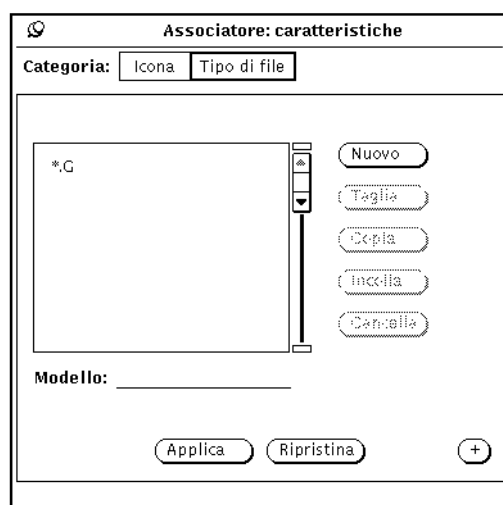 Associatore: caratteristiche
Categoria: Icona Tipo di file
*.G
Nuovo
Taglia
Copia
Incolla
Cancella
Modello:
Applica Ripristina +